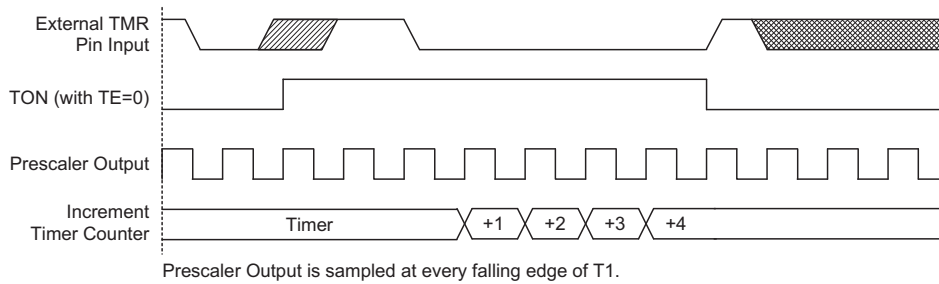 External TMR
Pin Input
TON (with TE=0)
Prescaler Output
Increment
Timer Counter
Timer
+1
+2
+3
+4
Prescaler Output is sampled at every falling edge of T1.